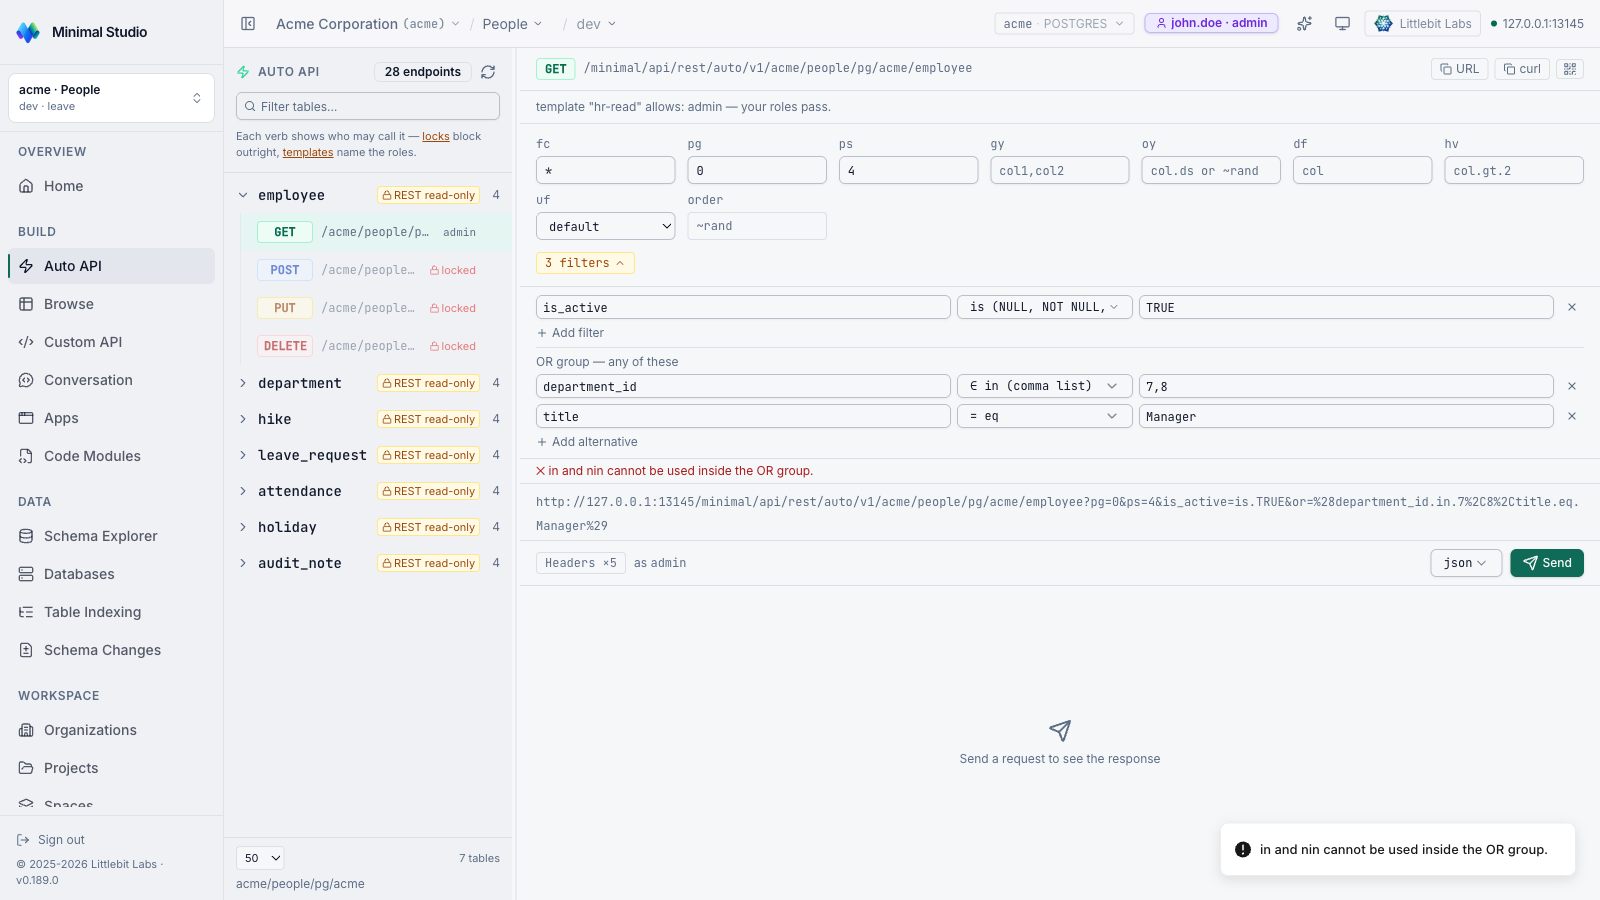 Minimal Studio
acme · People
dev · leave
OVERVIEW
Home
BUILD
Auto API
Browse
Custom API
Conversation
Apps
Code Modules
DATA
Schema Explorer
Databases
Table Indexing
Schema Changes
WORKSPACE
Organizations
Projects
Spaces
Sign out
© 2025-2026 Littlebit Labs ·
v0.189.0
Acme Corporation (acme) / People / dev
acme · POSTGRES
john.doe · admin
Littlebit Labs
127.0.0.1:13145
AUTO API
28 endpoints
Filter tables...
Each verb shows who may call it — locks block
outright, templates name the roles.
employee REST read-only 4
GET /acme/people/p… admin
POST /acme/people… locked
PUT /acme/people… locked
DELETE /acme/people… locked
department REST read-only 4
hike REST read-only 4
leave_request REST read-only 4
attendance REST read-only 4
holiday REST read-only 4
audit_note REST read-only 4
50
7 tables
acme/people/pg/acme
GET /minimal/api/rest/auto/v1/acme/people/pg/acme/employee
URL
curl
template "hr-read" allows: admin — your roles pass.
fc pg ps gy oy df hv
* 0 4 col1,col2 col.ds or ~rand col col.gt.2
uf order
default ~rand
3 filters
is_active is (NULL, NOT NULL, TRUE
+ Add filter
OR group — any of these
department_id ∈ in (comma list) 7,8
title = eq Manager
+ Add alternative
in and nin cannot be used inside the OR group.
http://127.0.0.1:13145/minimal/api/rest/auto/v1/acme/people/pg/acme/employee?pg=0&ps=4&is_active=is.TRUE&or=%28department_id.in.7%2C8%2Ctitle.eq.
Manager%29
Headers ×5 as admin
json
Send
Send a request to see the response
in and nin cannot be used inside the OR group.